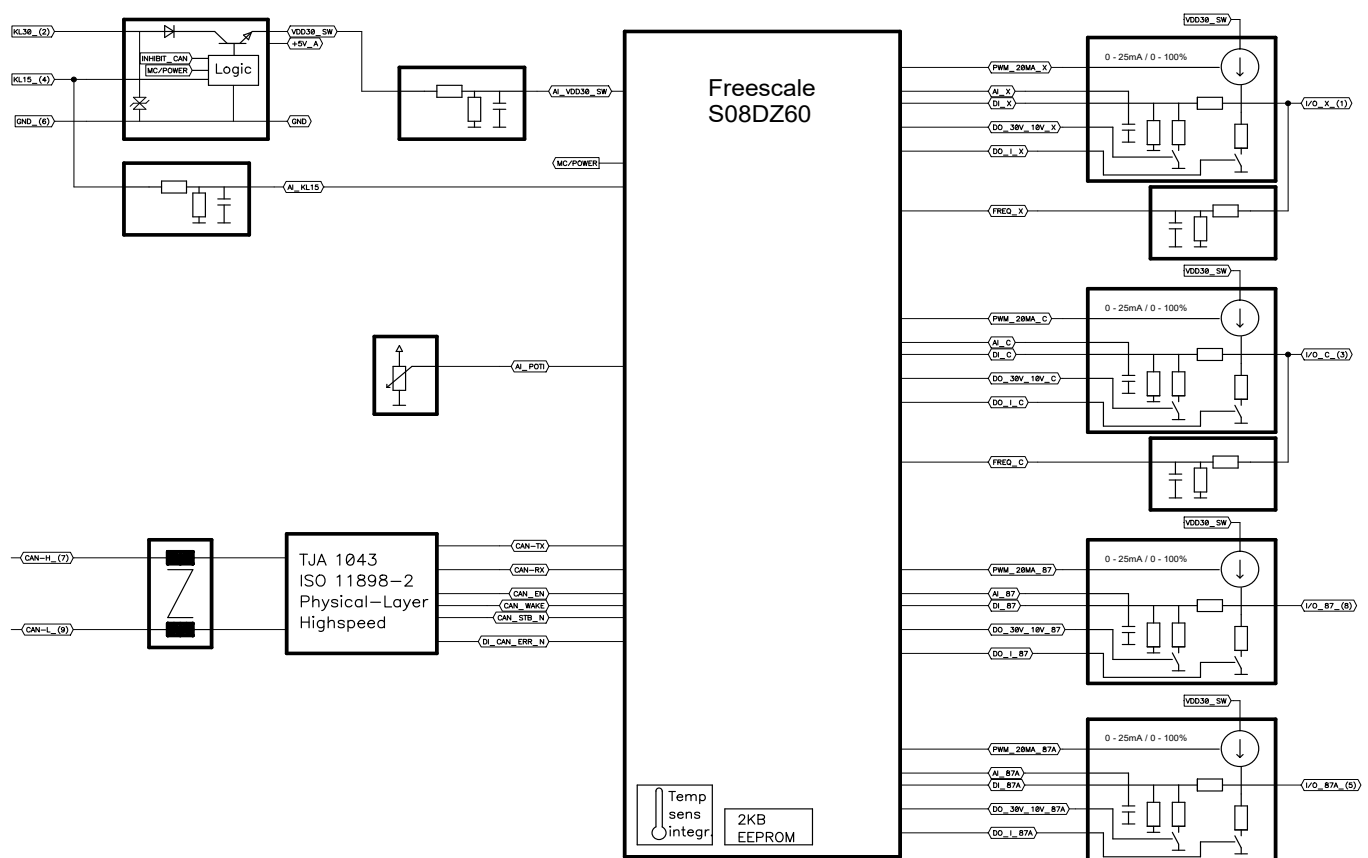 KL30_(2)
VDD30_SW
+5V_A
INHIBIT_CAN
MC/POWER
Logic
KL15_(4)
GND_(6)
GND
AI_VDD30_SW
MC/POWER
AI_KL15
AI_POTI
CAN-H_(7)
CAN-L_(9)
TJA 1043
ISO 11898-2
Physical-Layer
Highspeed
CAN-TX
CAN-RX
CAN_EN
CAN_WAKE
CAN_STB_N
DI_CAN_ERR_N
Freescale
S08DZ60
Temp
sens
integr.
2KB
EEPROM
VDD30_SW
0 - 25mA / 0 - 100%
PWM_20MA_X
AI_X
DI_X
I/O_X_(1)
DO_30V_10V_X
DO_I_X
FREQ_X
VDD30_SW
0 - 25mA / 0 - 100%
PWM_20MA_C
AI_C
DI_C
I/O_C_(3)
DO_30V_10V_C
DO_I_C
FREQ_C
VDD30_SW
0 - 25mA / 0 - 100%
PWM_20MA_87
AI_87
DI_87
I/O_87_(8)
DO_30V_10V_87
DO_I_87
VDD30_SW
0 - 25mA / 0 - 100%
PWM_20MA_87A
AI_87A
DI_87A
I/O_87A_(5)
DO_30V_10V_87A
DO_I_87A